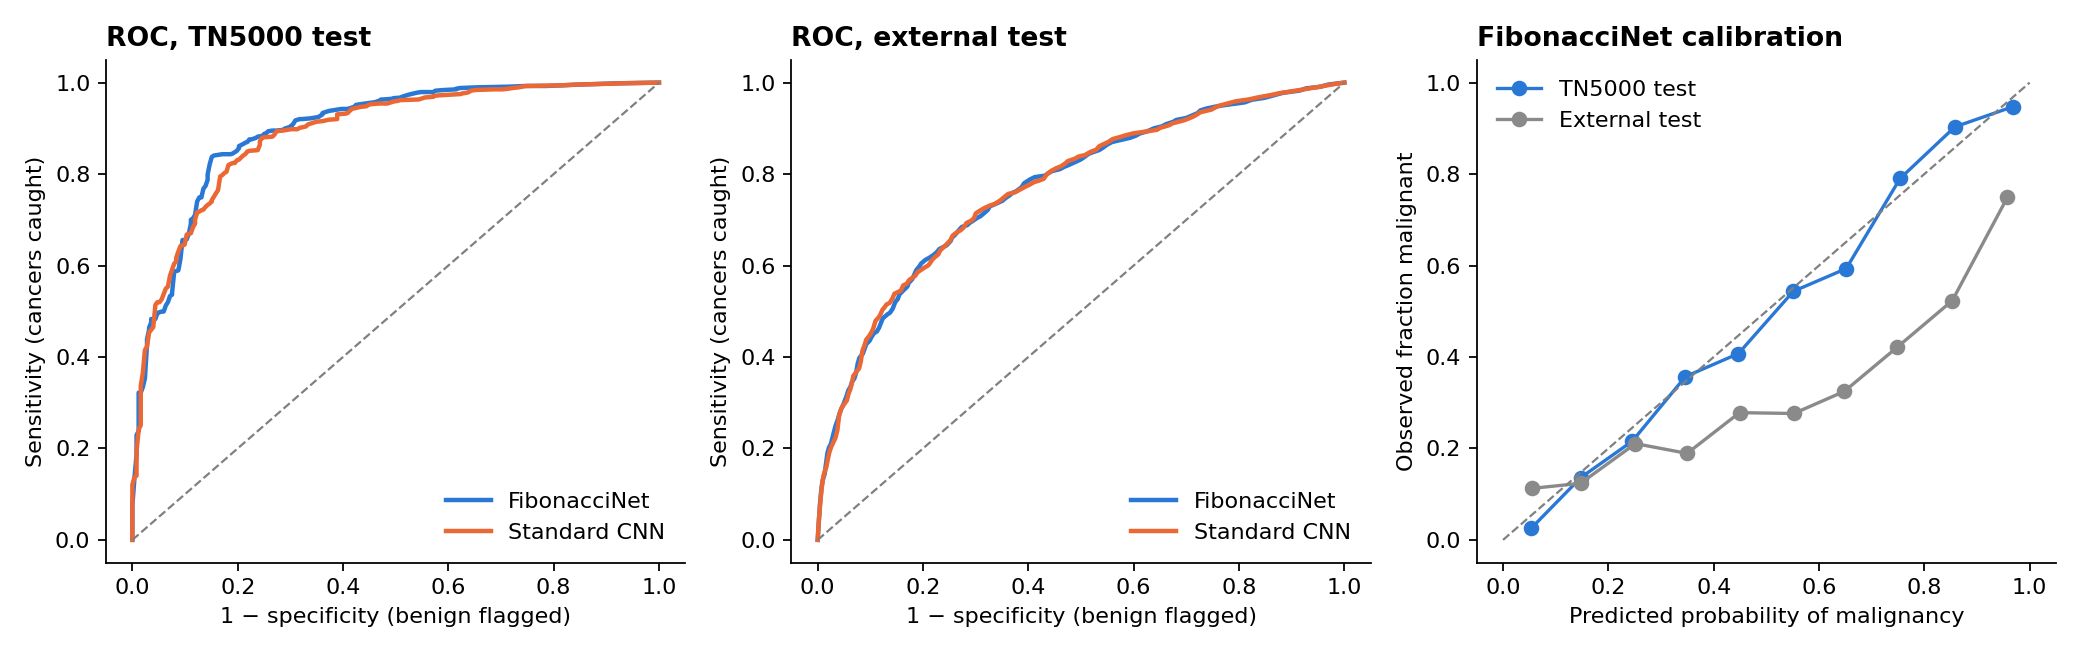 ROC, TN5000 test
Sensitivity (cancers caught)
1.0
0.8
0.6
0.4
0.2
0.0
FibonacciNet
Standard CNN
0.0 0.2 0.4 0.6 0.8 1.0
1 − specificity (benign flagged)
ROC, external test
Sensitivity (cancers caught)
1.0
0.8
0.6
0.4
0.2
0.0
FibonacciNet
Standard CNN
0.0 0.2 0.4 0.6 0.8 1.0
1 − specificity (benign flagged)
FibonacciNet calibration
Observed fraction malignant
1.0
0.8
0.6
0.4
0.2
0.0
TN5000 test
External test
0.0 0.2 0.4 0.6 0.8 1.0
Predicted probability of malignancy